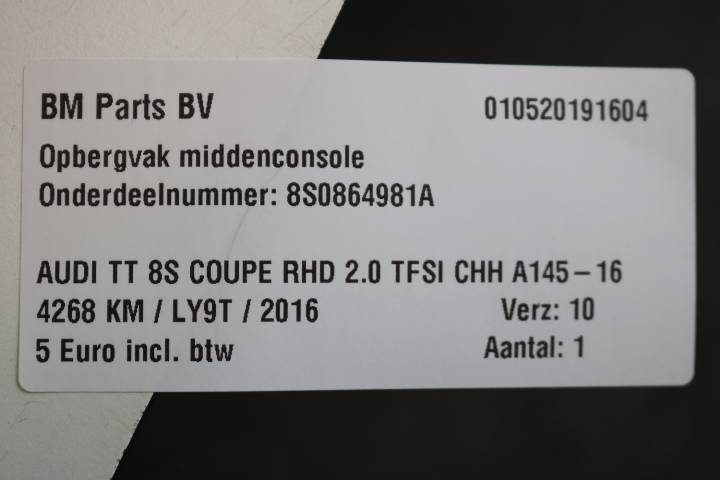 BM Parts BV 010520191604
Opbergvak middenconsole
Onderdeelnummer: 8S0864981A
AUDI TT 8S COUPE RHD 2.0 TFSI CHH A145-16
4268 KM / LY9T / 2016 Verz: 10
5 Euro incl. btw Aantal: 1